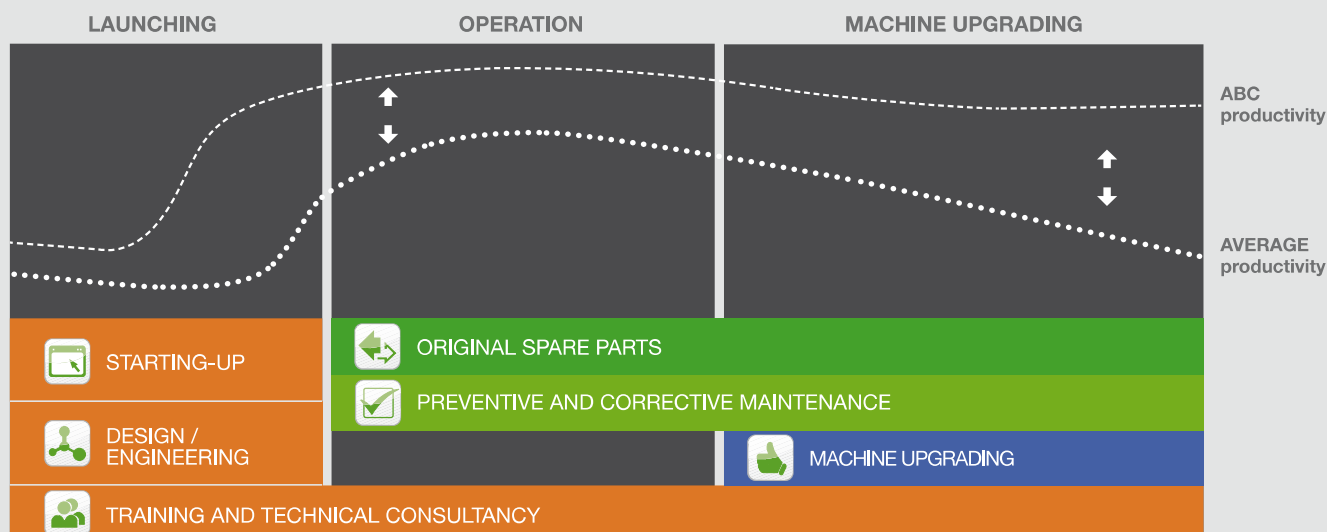 LAUNCHING
OPERATION
MACHINE UPGRADING
ABC
productivity
AVERAGE
productivity
STARTING-UP
ORIGINAL SPARE PARTS
PREVENTIVE AND CORRECTIVE MAINTENANCE
DESIGN /
ENGINEERING
MACHINE UPGRADING
TRAINING AND TECHNICAL CONSULTANCY